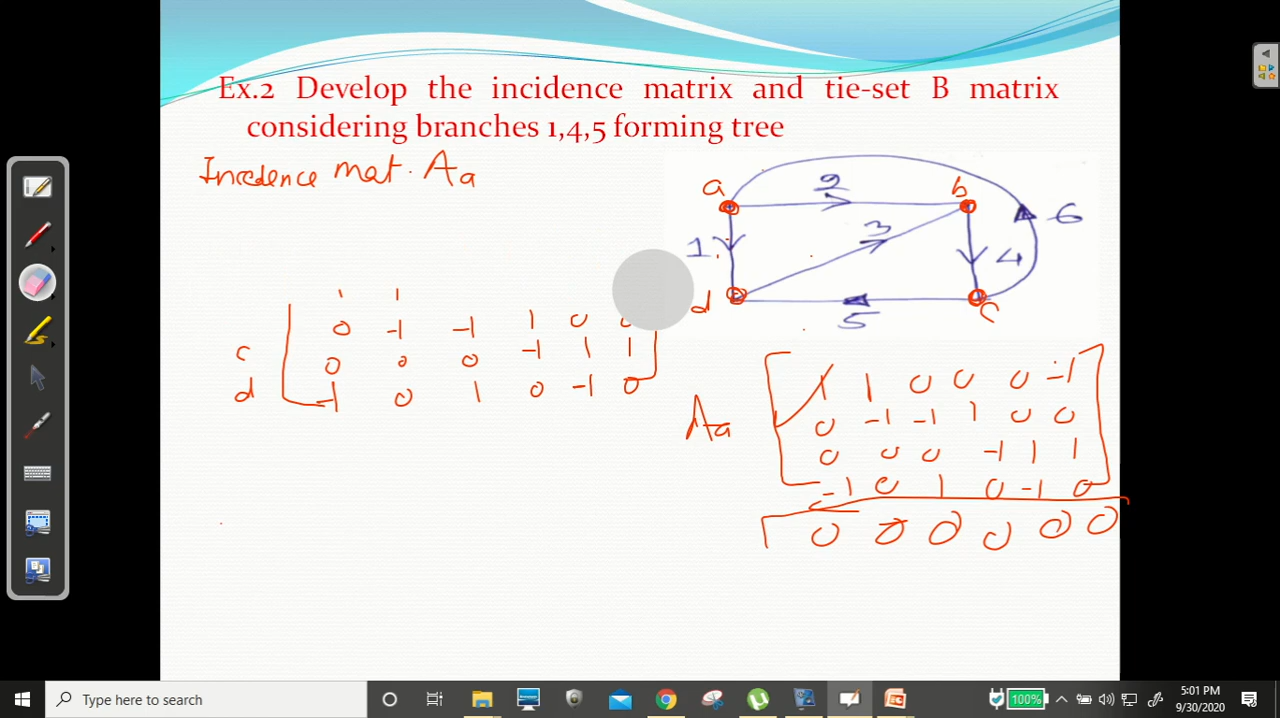 Ex.2 Develop the incidence matrix and tie-set B matrix
considering branches 1,4,5 forming tree
Incedence mat. Aa
a 2 b
1 3 4 6
d 5 c
0 -1 -1 1 0
c 0 0 0 -1 1 1
d -1 0 1 0 -1 0
1 1 0 0 0 -1
Aa 0 -1 -1 1 0 0
0 0 0 -1 1 1
-1 0 1 0 -1 0
0 0 0 0 0 0
Type here to search
100%
5:01 PM
9/30/2020